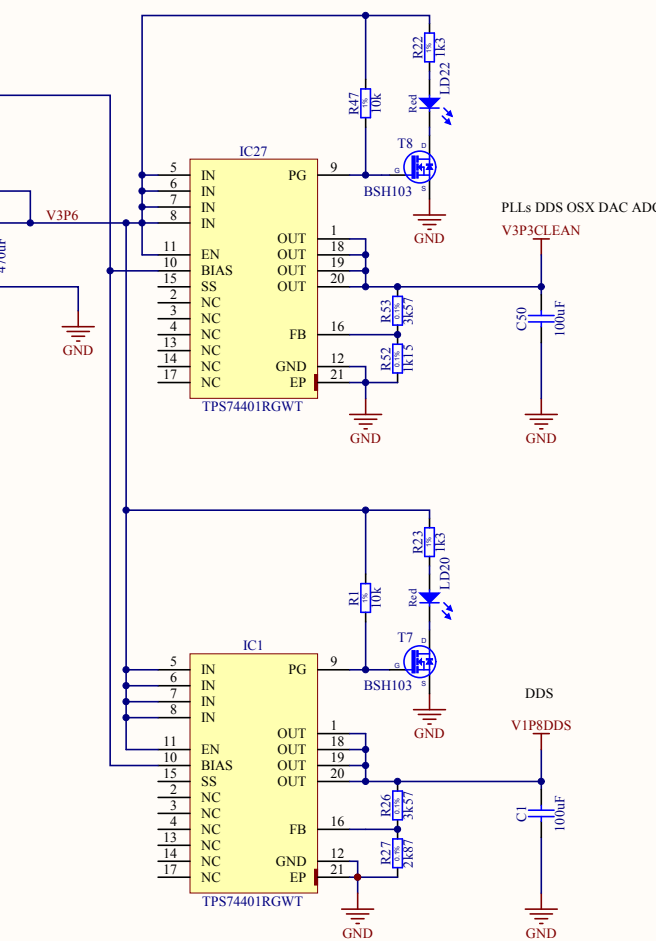 R22
1%
1k3
LD22
Red
R47
1%
10k
IC27
T8
D
G
S
BSH103
GND
5 IN
6 IN
7 IN
8 IN
11 EN
10 BIAS
15 SS
2 NC
3 NC
4 NC
13 NC
14 NC
17 NC
PG 9
OUT 1
OUT 18
OUT 19
OUT 20
FB 16
GND 12
EP 21
TPS74401RGWT
V3P6
470uF
GND
R53
0.1%
3k57
R52
0.1%
1k15
GND
PLLs DDS OSX DAC ADC
V3P3CLEAN
C50
100uF
GND
R23
1%
1k3
LD20
Red
R1
1%
10k
IC1
T7
D
G
S
BSH103
GND
5 IN
6 IN
7 IN
8 IN
11 EN
10 BIAS
15 SS
2 NC
3 NC
4 NC
13 NC
14 NC
17 NC
PG 9
OUT 1
OUT 18
OUT 19
OUT 20
FB 16
GND 12
EP 21
TPS74401RGWT
R26
0.1%
3k57
R27
0.1%
2k87
GND
DDS
V1P8DDS
C1
100uF
GND